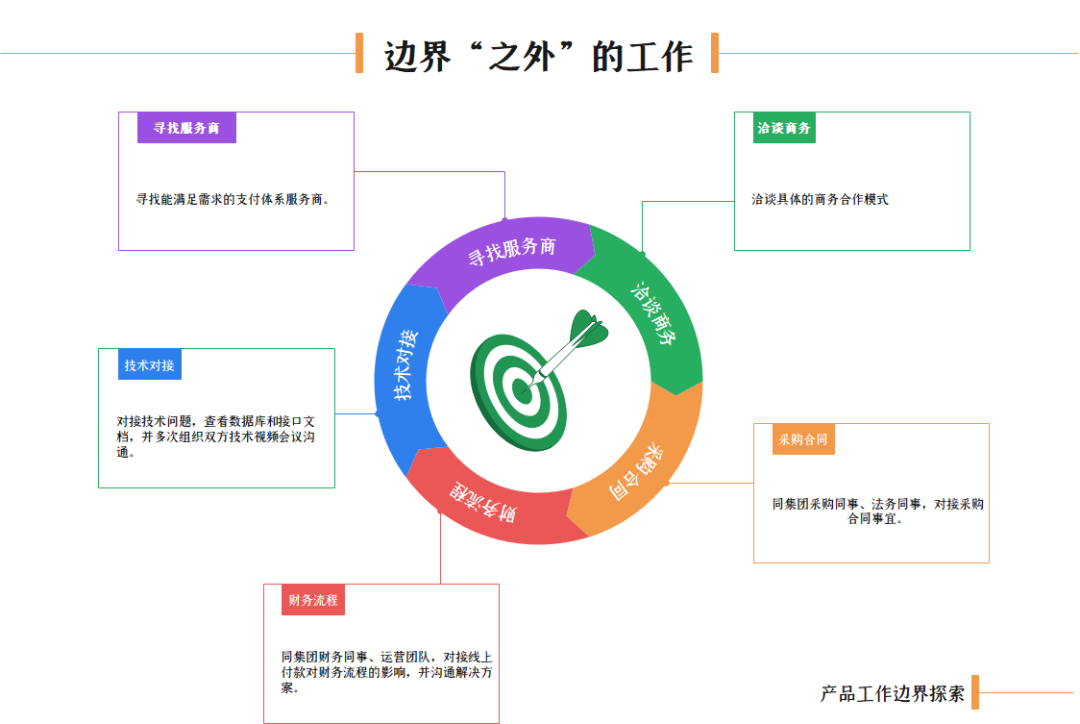 边界“之外”的工作
寻找服务商
寻找能满足需求的支付体系服务商。
洽谈商务
洽谈具体的商务合作模式
寻找服务商
洽谈商务
采购合同
财务流程
技术对接
技术对接
对接技术问题，查看数据库和接口文
档，并多次组织双方技术视频会议沟
通。
采购合同
同集团采购同事、法务同事，对接采购
合同事宜。
财务流程
同集团财务同事、运营团队，对接线上
付款对财务流程的影响，并沟通解决方
案。
产品工作边界探索